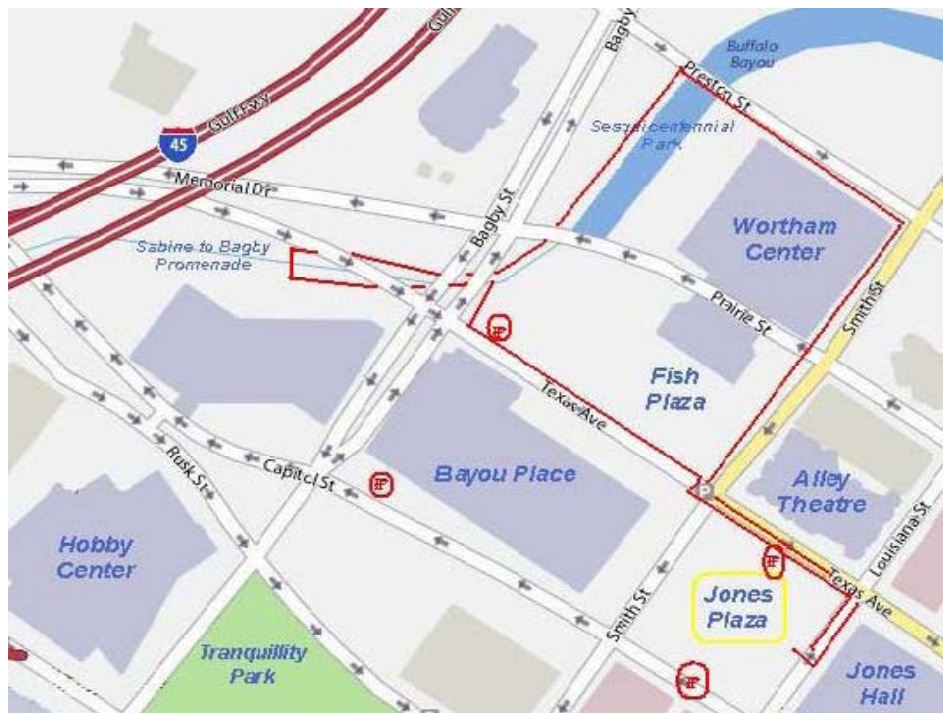 Gulf
Bagby
Buffalo
Bayou
Preston St
Gulf Fwy
45
Sesquicentennial
Park
Memorial Dr
Bagby St
Wortham
Center
Sabine to Bagby
Promenade
Smith St
Prairie St
Fish
Plaza
Texas Ave
Bayou Place
Capitol St
Rusk St
P
Alley
Theatre
Louisiana St
Hobby
Center
Texas Ave
Jones
Plaza
Smith St
Tranquillity
Park
Jones
Hall